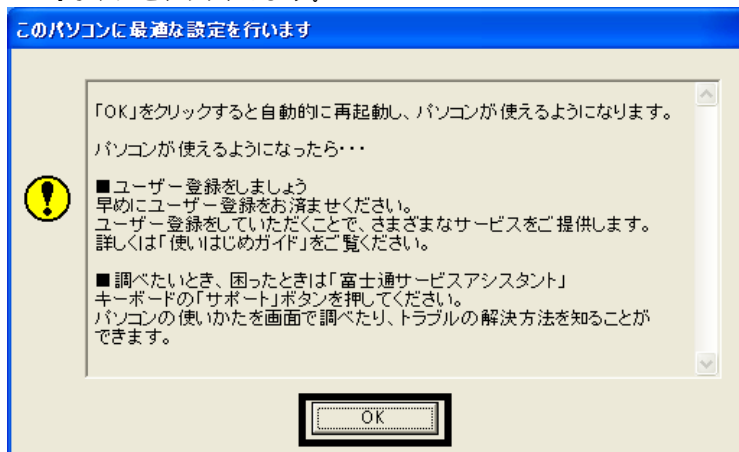 このパソコンに最適な設定を行います
「OK」をクリックすると自動的に再起動し、パソコンが使えるようになります。
パソコンが使えるようになったら・・・
■ユーザー登録をしましょう
早めにユーザー登録をお済ませください。
ユーザー登録をしていただくことで、さまざまなサービスをご提供します。
詳しくは「使いはじめガイド」をご覧ください。
■調べたいとき、困ったときは「富士通サービスアシスタント」
キーボードの「サポート」ボタンを押してください。
パソコンの使いかたを画面で調べたり、トラブルの解決方法を知ることが
できます。
OK